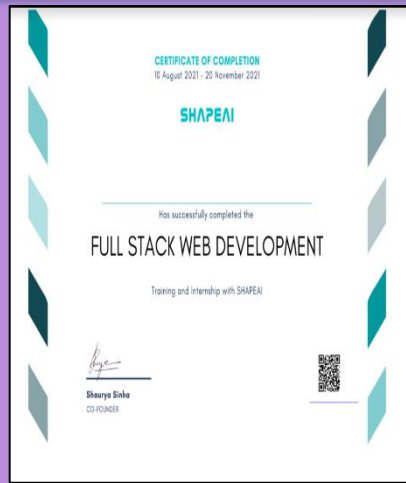 CERTIFICATE OF COMPLETION
10 August 2021 - 20 November 2021
SHAPEAI
Has successfully completed the
FULL STACK WEB DEVELOPMENT
Training and internship with SHAPEAI
Shaurya Sinha
CO-FOUNDER